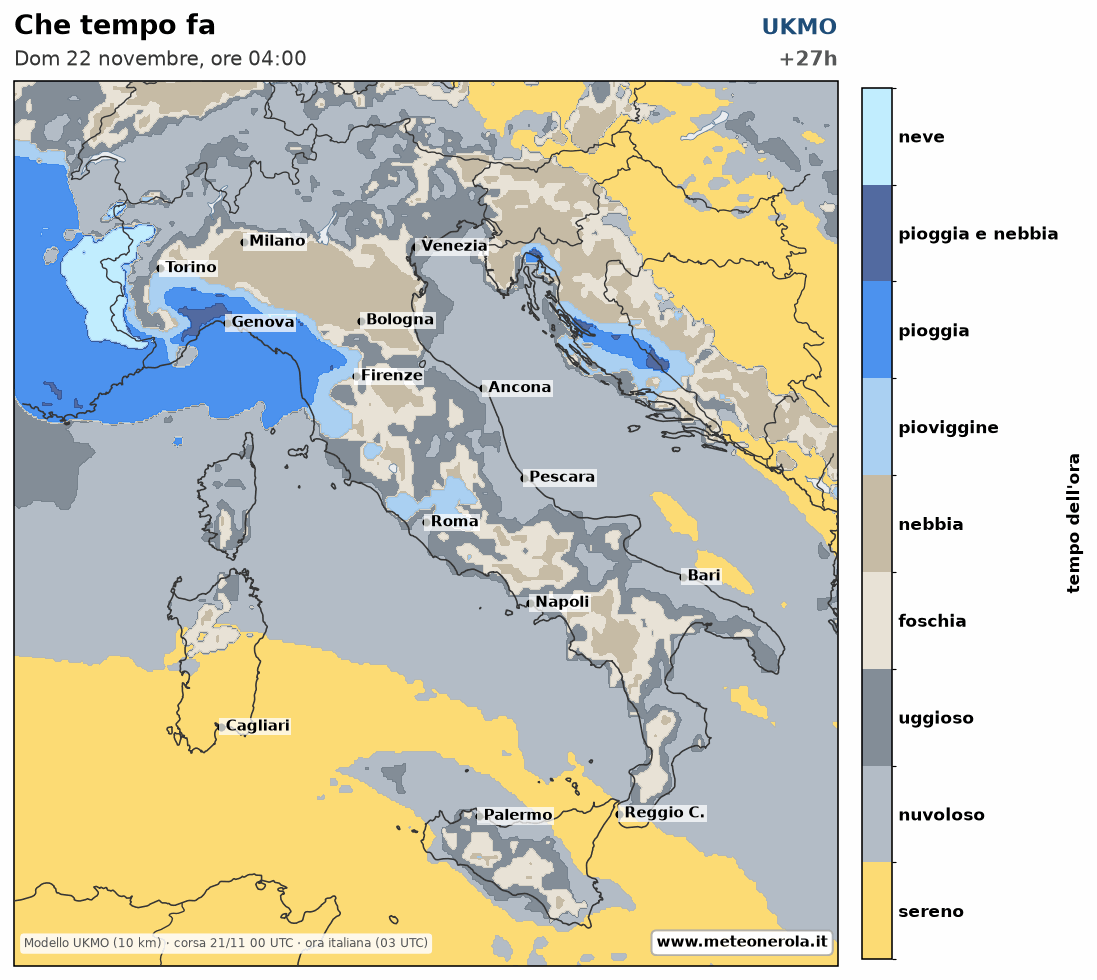 Che tempo fa
UKMO
Dom 22 novembre, ore 04:00
+27h
neve
pioggia e nebbia
pioggia
pioviggine
nebbia
foschia
uggioso
nuvoloso
sereno
tempo dell'ora
Milano
Venezia
Torino
Genova
Bologna
Firenze
Ancona
Pescara
Roma
Bari
Napoli
Cagliari
Palermo
Reggio C.
Modello UKMO (10 km) · corsa 21/11 00 UTC · ora italiana (03 UTC)
www.meteonerola.it